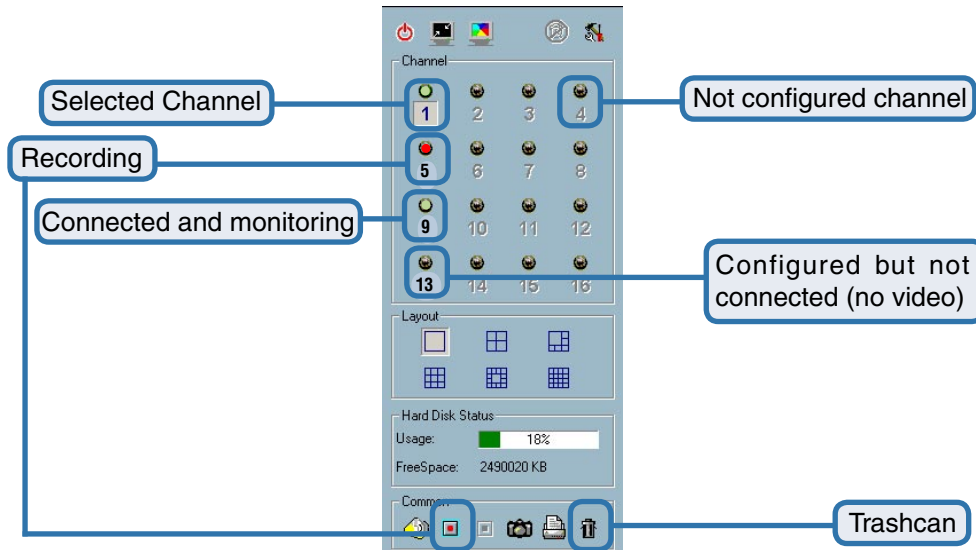 Channel
Selected Channel
Not configured channel
1 2 3 4
Recording
5 6 7 8
Connected and monitoring
9 10 11 12
Configured but not
connected (no video)
13 14 15 16
Layout
Hard Disk Status
Usage: 18%
FreeSpace: 2490020 KB
Common
Trashcan